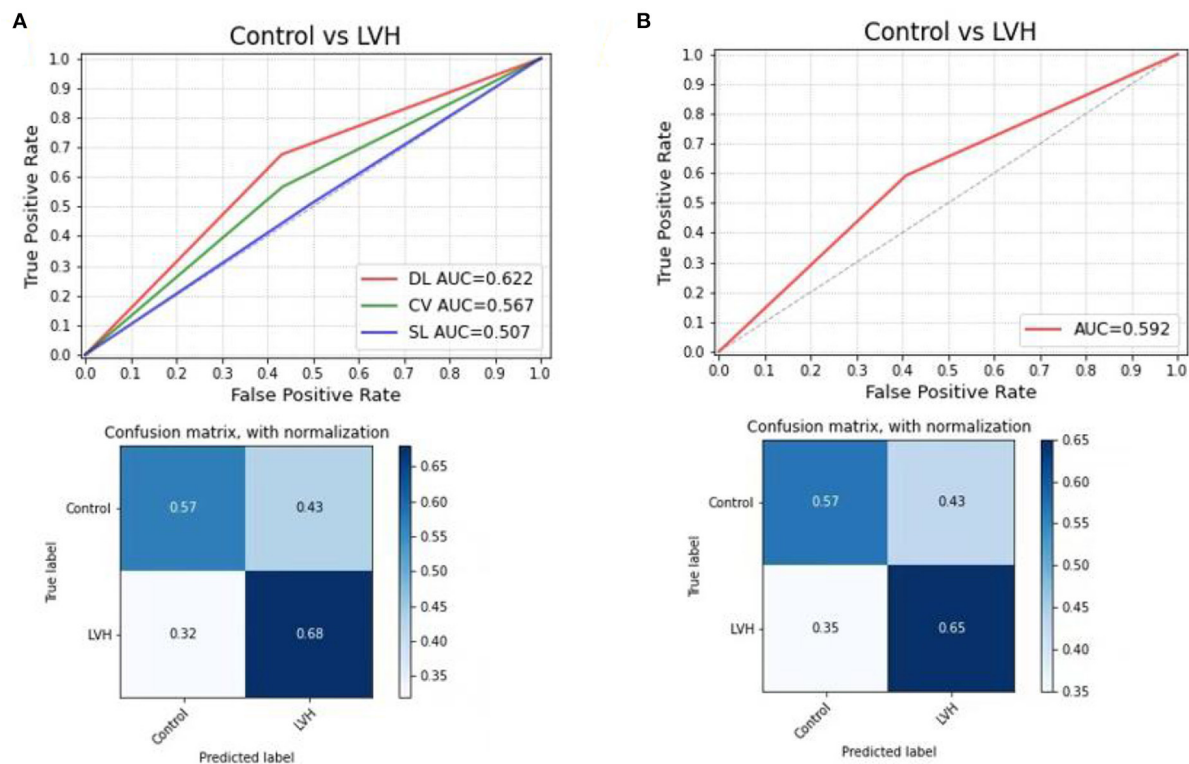 A
Control vs LVH
1.0
0.9
0.8
0.7
0.6
0.5
0.4
0.3
0.2
0.1
0.0
True Positive Rate
DL AUC=0.622
CV AUC=0.567
SL AUC=0.507
0.0 0.1 0.2 0.3 0.4 0.5 0.6 0.7 0.8 0.9 1.0
False Positive Rate
Confusion matrix, with normalization
True label
Control
0.57 0.43
LVH
0.32 0.68
0.65
0.60
0.55
0.50
0.45
0.40
0.35
Control LVH
Predicted label
B
Control vs LVH
1.0
0.9
0.8
0.7
0.6
0.5
0.4
0.3
0.2
0.1
0.0
True Positive Rate
AUC=0.592
0.0 0.1 0.2 0.3 0.4 0.5 0.6 0.7 0.8 0.9 1.0
False Positive Rate
Confusion matrix, with normalization
True label
Control
0.57 0.43
LVH
0.35 0.65
0.65
0.60
0.55
0.50
0.45
0.40
0.35
Control LVH
Predicted label